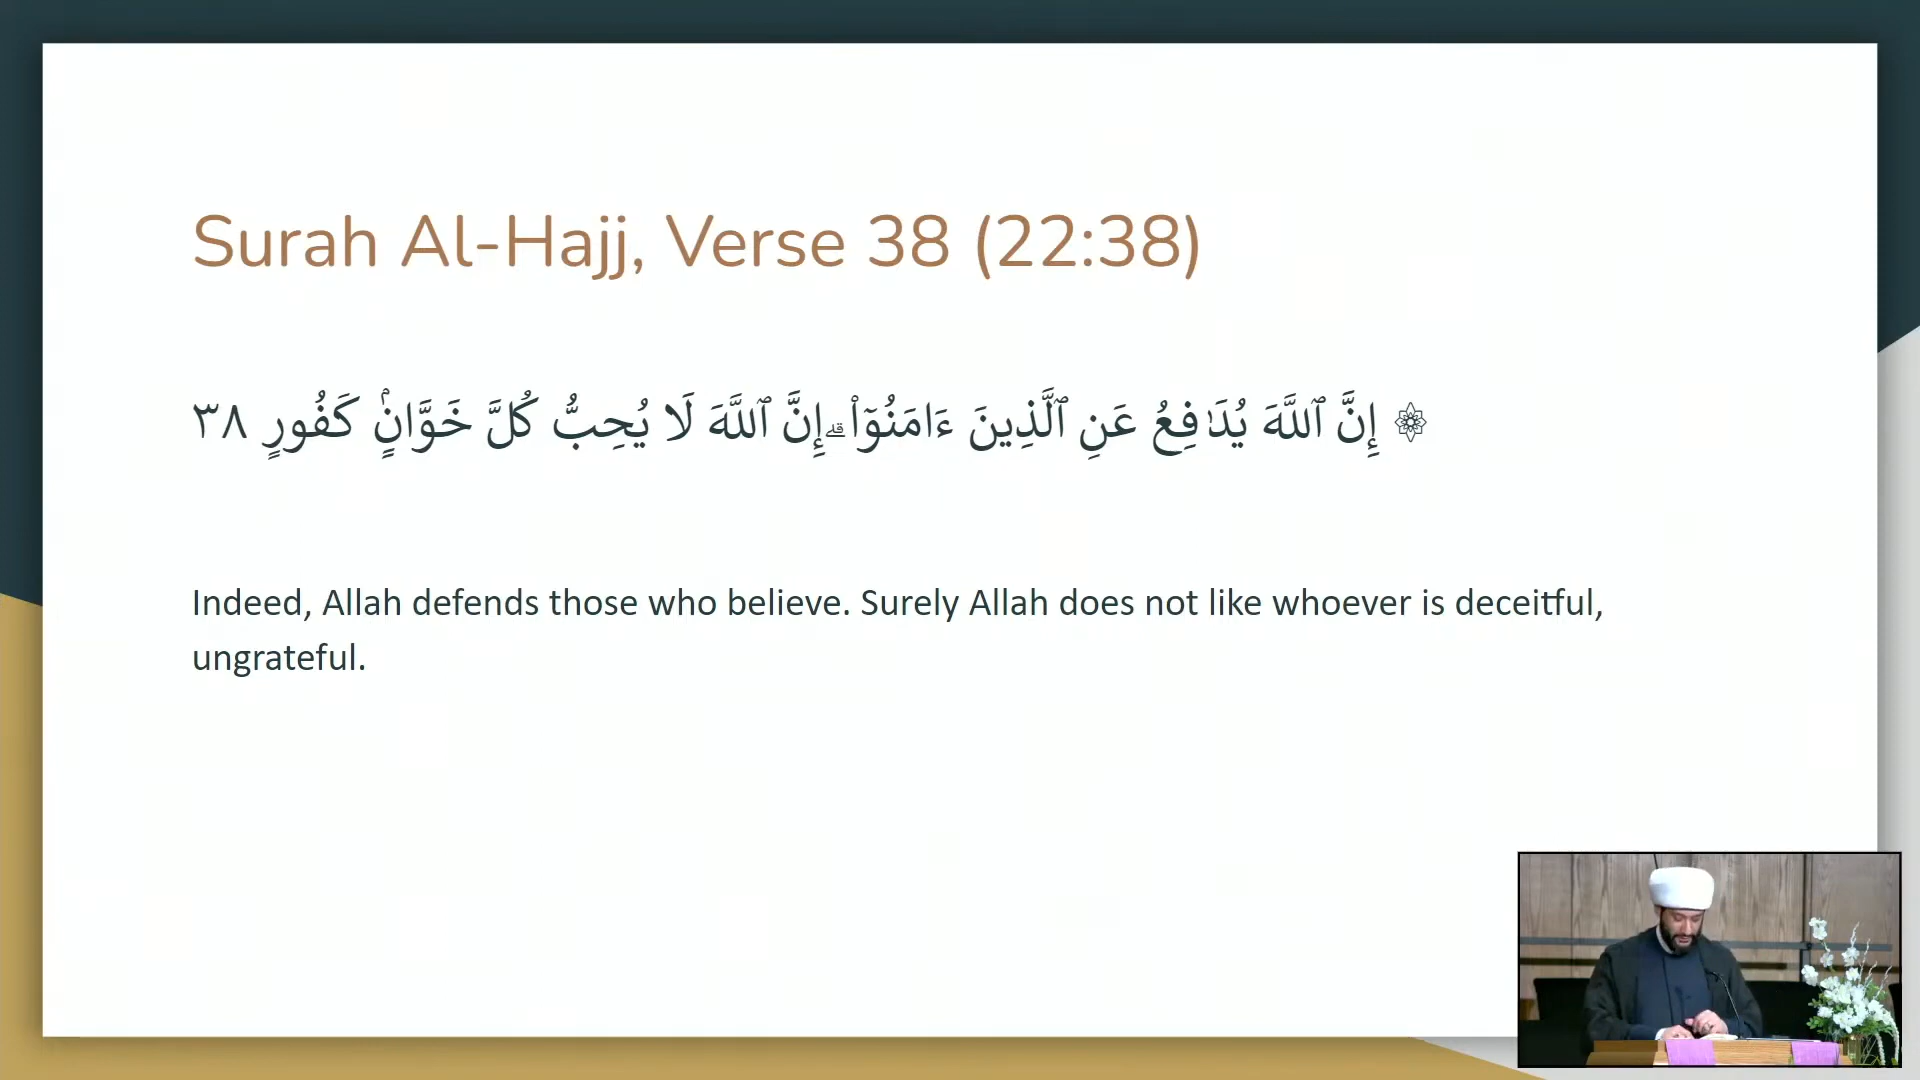 Surah Al-Hajj, Verse 38 (22:38)
۞ إِنَّ ٱللَّهَ يُدَٰفِعُ عَنِ ٱلَّذِينَ ءَامَنُوٓا۟ ۗ إِنَّ ٱللَّهَ لَا يُحِبُّ كُلَّ خَوَّانٍۢ كَفُورٍ ٣٨
Indeed, Allah defends those who believe. Surely Allah does not like whoever is deceitful,
ungrateful.